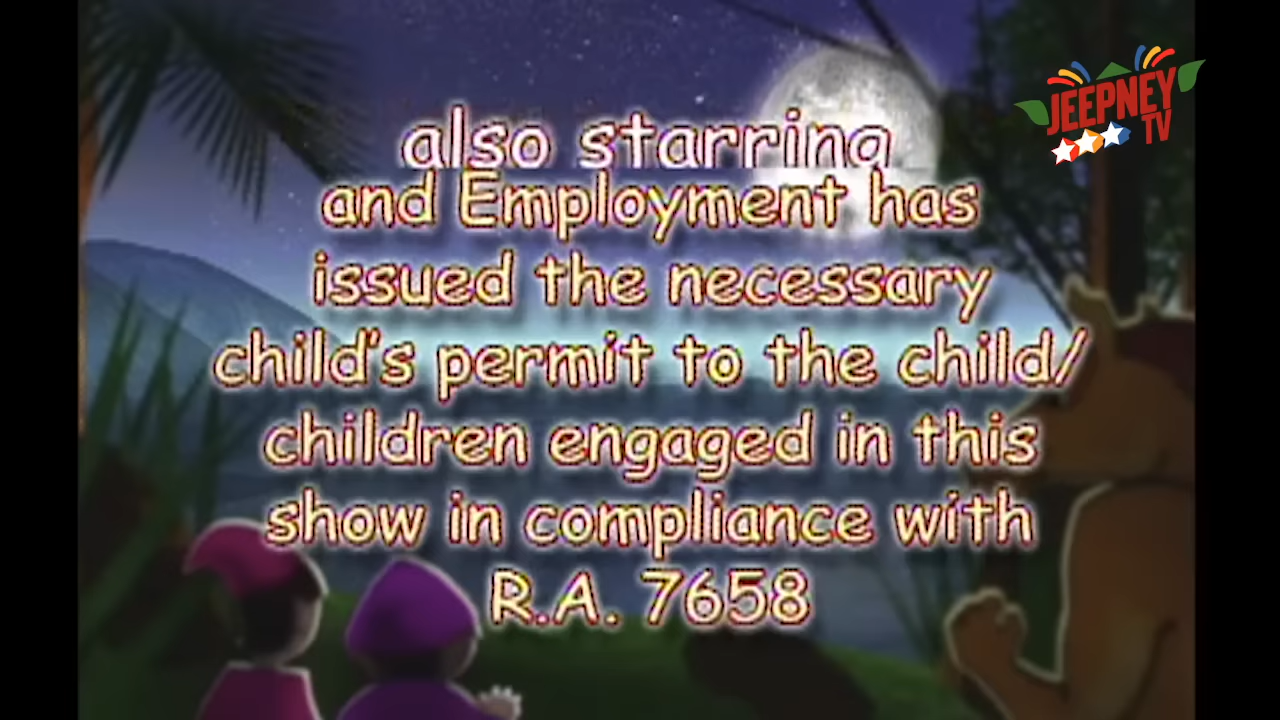 JEEPNEY
TV
also starring
and Employment has
issued the necessary
child's permit to the child/
children engaged in this
show in compliance with
R.A. 7658